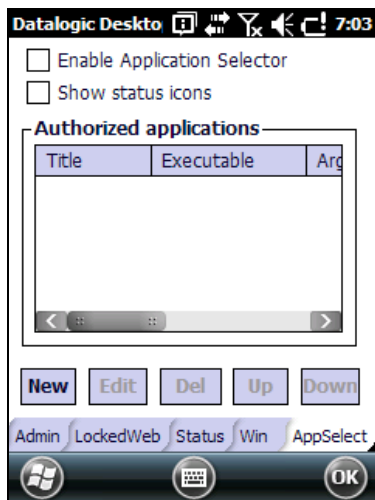 Datalogic Deskto 7:03
Enable Application Selector
Show status icons
Authorized applications
Title Executable Arg
New Edit Del Up Down
Admin LockedWeb Status Win AppSelect
OK